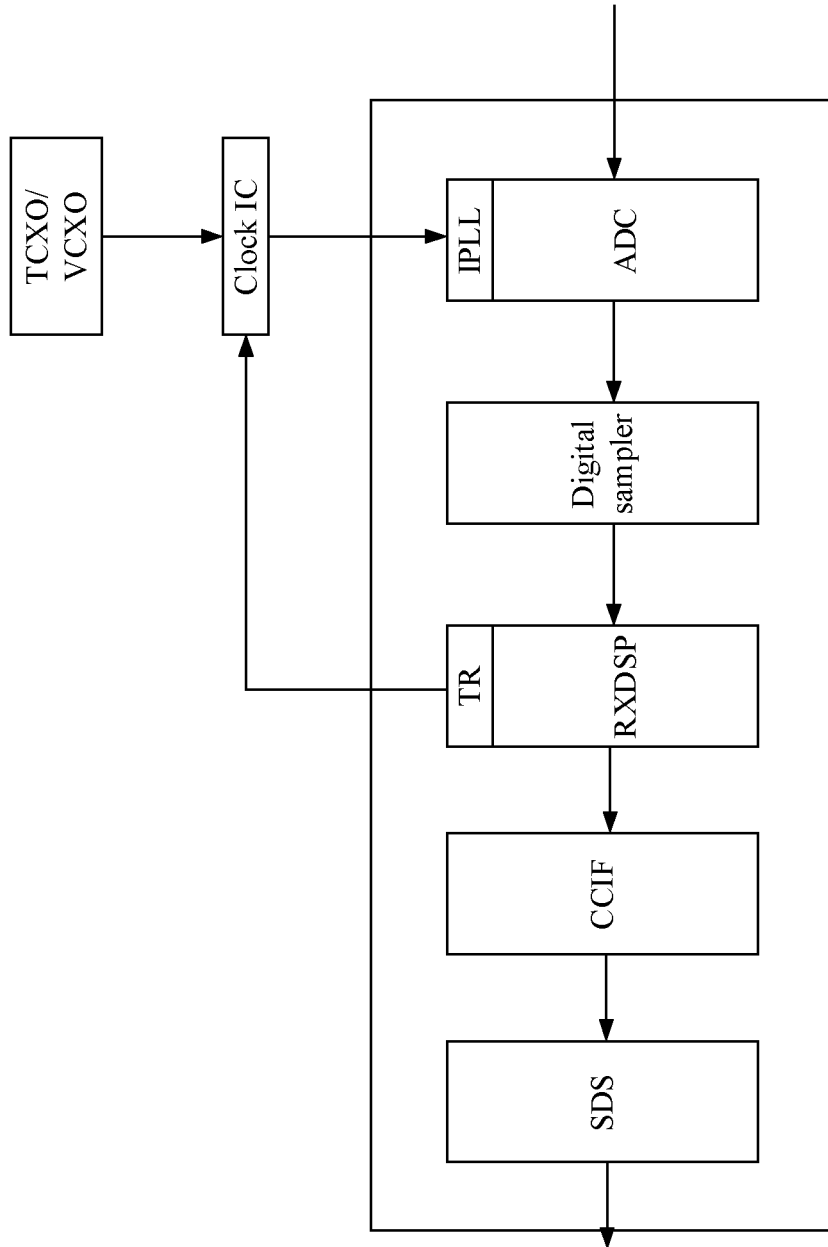 TCXO/
VCXO
Clock IC
IPLL
ADC
Digital
sampler
TR
RXDSP
CCIF
SDS